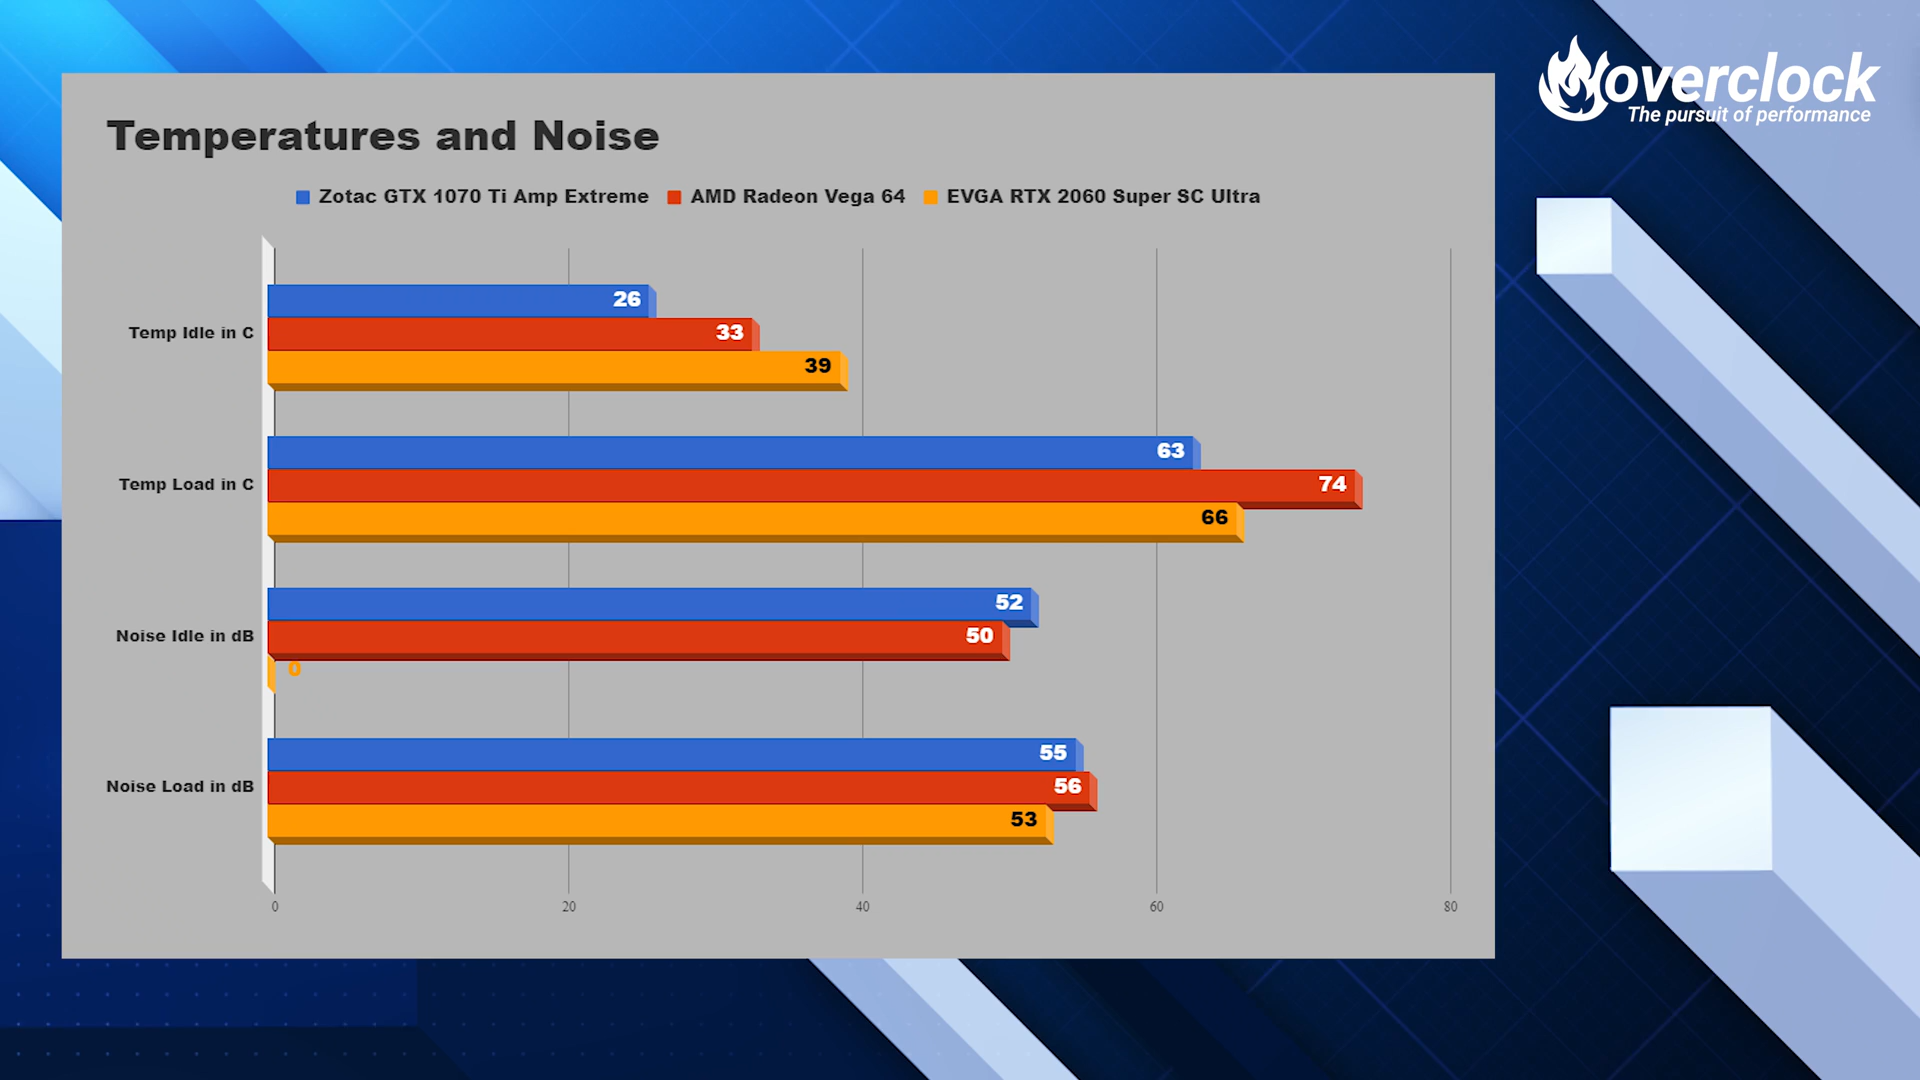 overclock
The pursuit of performance
Temperatures and Noise
Zotac GTX 1070 Ti Amp Extreme AMD Radeon Vega 64 EVGA RTX 2060 Super SC Ultra
Temp Idle in C
26
33
39
Temp Load in C
63
74
66
Noise Idle in dB
52
50
0
Noise Load in dB
55
56
53
0 20 40 60 80